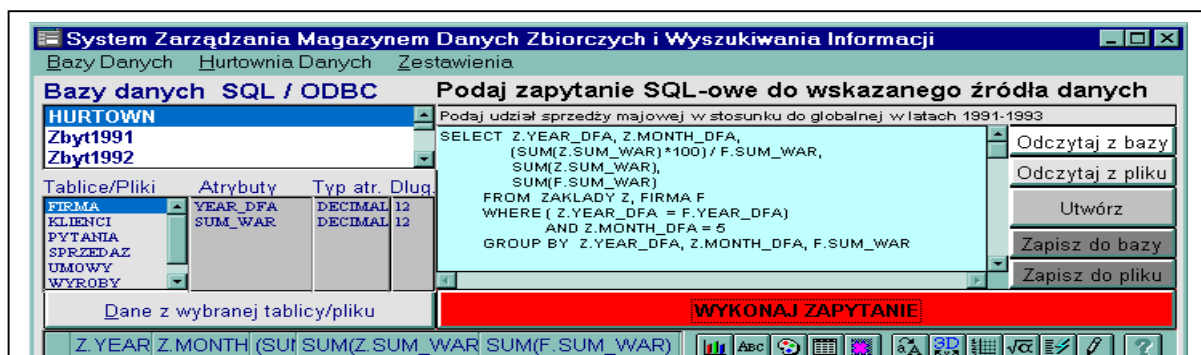 System Zarządzania Magazynem Danych Zbiorczych i Wyszukiwania Informacji
Bazy Danych Hurtownia Danych Zestawienia
Bazy danych SQL / ODBC
HURTOWN
Zbyt1991
Zbyt1992
Tablice/Pliki Atrybuty Typ atr. Dlug.
FIRMA YEAR_DFA DECIMAL 12
KLIENCI SUM_WAR DECIMAL 12
PYTANIA
SPRZEDAZ
UMOWY
WYROBY
Dane z wybranej tablicy/pliku
Podaj zapytanie SQL-owe do wskazanego źródła danych
Podaj udział sprzedży majowej w stosunku do globalnej w latach 1991-1993
SELECT Z.YEAR_DFA, Z.MONTH_DFA,
(SUM(Z.SUM_WAR)*100) / F.SUM_WAR,
SUM(Z.SUM_WAR),
SUM(F.SUM_WAR)
FROM ZAKLADY Z, FIRMA F
WHERE ( Z.YEAR_DFA = F.YEAR_DFA)
AND Z.MONTH_DFA = 5
GROUP BY Z.YEAR_DFA, Z.MONTH_DFA, F.SUM_WAR
Odczytaj z bazy
Odczytaj z pliku
Utwórz
Zapisz do bazy
Zapisz do pliku
WYKONAJ ZAPYTANIE
Z.YEAR Z.MONTH (SUI SUM(Z.SUM_WAR SUM(F.SUM_WAR)
ABC
3D
?